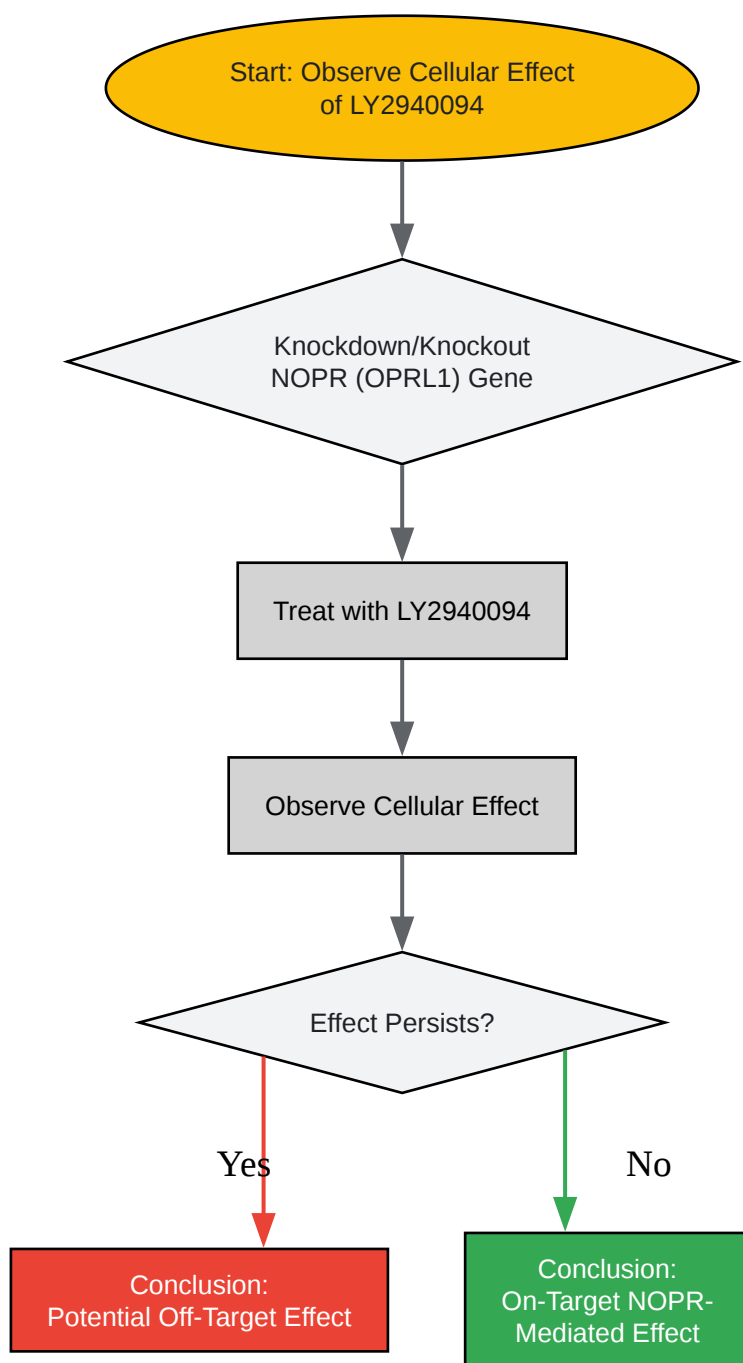 Start: Observe Cellular Effect
of LY2940094
Knockdown/Knockout
NOPR (OPRL1) Gene
Treat with LY2940094
Observe Cellular Effect
Effect Persists?
Yes
No
Conclusion:
Potential Off-Target Effect
Conclusion:
On-Target NOPR-
Mediated Effect